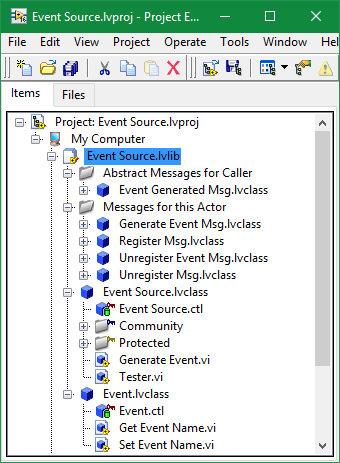 Event Source.lvproj - Project E...
File Edit View Project Operate Tools Window Hel
Items Files
Project: Event Source.lvproj
My Computer
Event Source.lvlib
Abstract Messages for Caller
Event Generated Msg.lvclass
Messages for this Actor
Generate Event Msg.lvclass
Register Msg.lvclass
Unregister Event Msg.lvclass
Unregister Msg.lvclass
Event Source.lvclass
Event Source.ctl
Community
Protected
Generate Event.vi
Tester.vi
Event.lvclass
Event.ctl
Get Event Name.vi
Set Event Name.vi